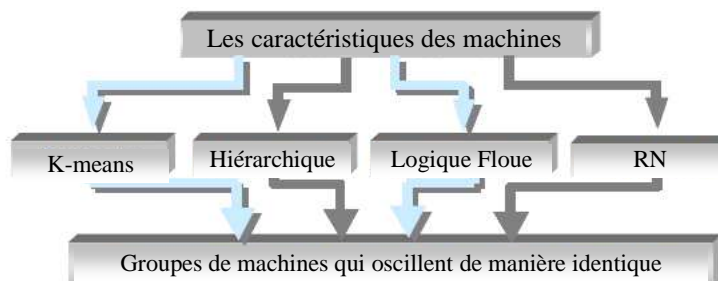 Les caractéristiques des machines
K-means
Hiérarchique
Logique Floue
RN
Groupes de machines qui oscillent de manière identique